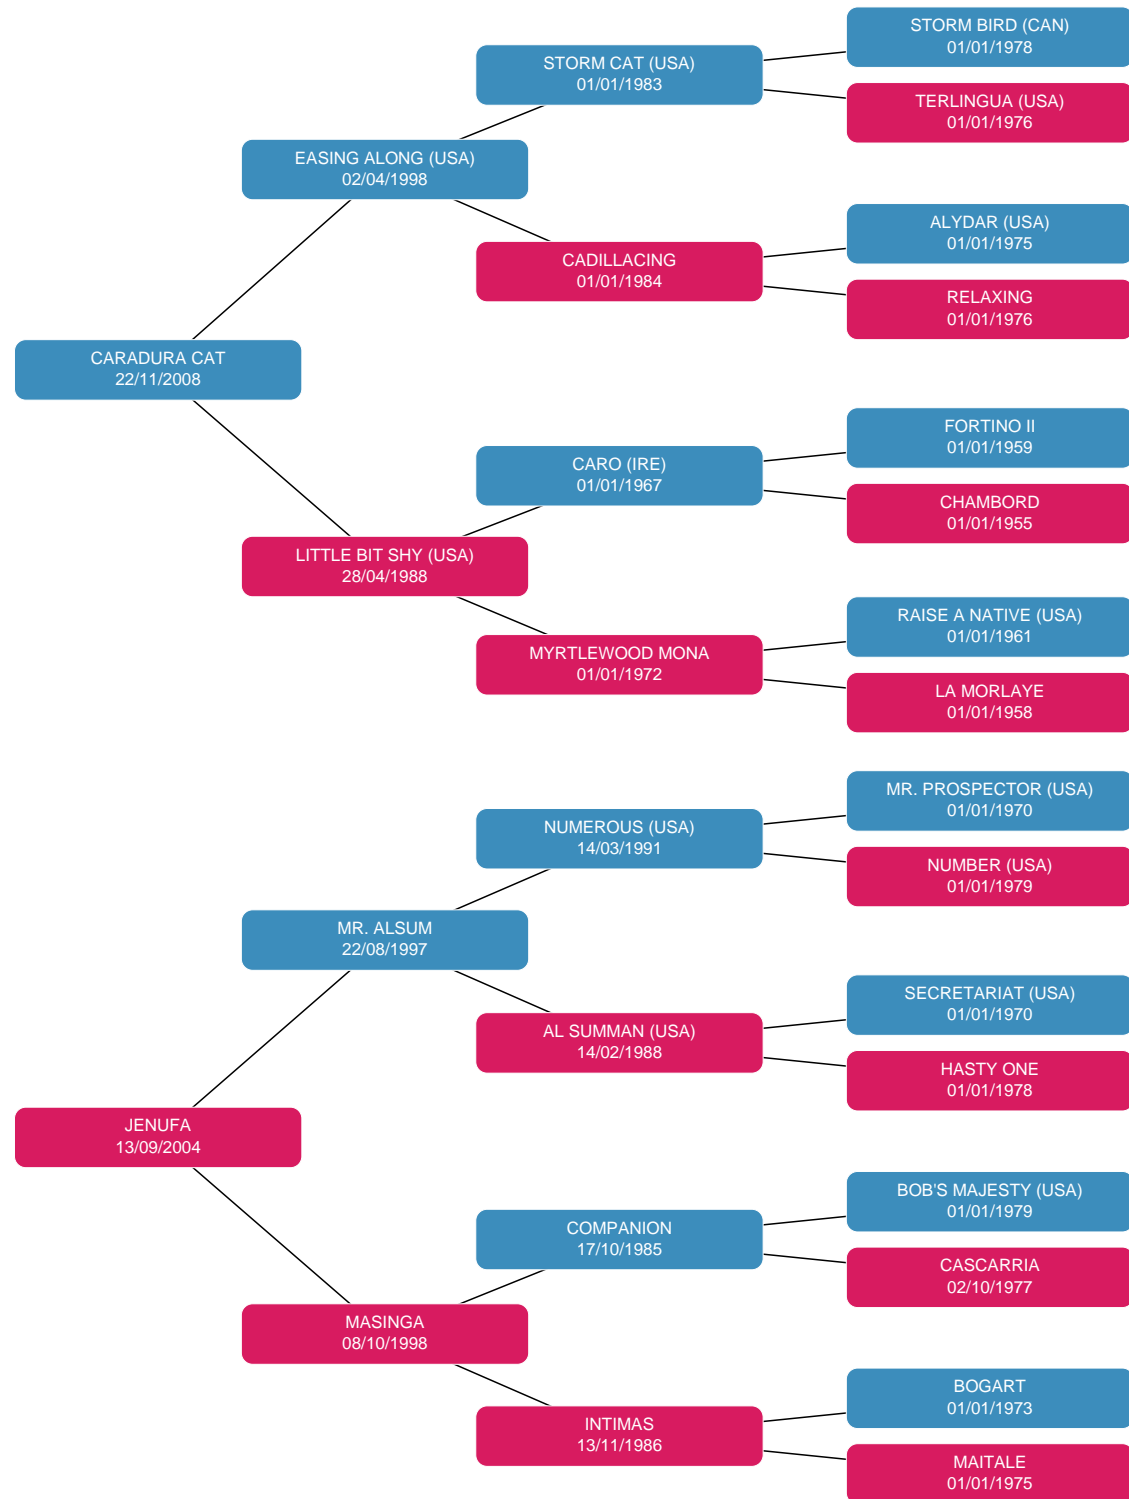 STORM BIRD (CAN)
01/01/1978
STORM CAT (USA)
01/01/1983
TERLINGUA (USA)
01/01/1976
EASING ALONG (USA)
02/04/1998
ALYDAR (USA)
01/01/1975
CADILLACING
01/01/1984
RELAXING
01/01/1976
CARADURA CAT
22/11/2008
FORTINO II
01/01/1959
CARO (IRE)
01/01/1967
CHAMBORD
01/01/1955
LITTLE BIT SHY (USA)
28/04/1988
RAISE A NATIVE (USA)
01/01/1961
MYRTLEWOOD MONA
01/01/1972
LA MORLAYE
01/01/1958
MR. PROSPECTOR (USA)
01/01/1970
NUMEROUS (USA)
14/03/1991
NUMBER (USA)
01/01/1979
MR. ALSUM
22/08/1997
SECRETARIAT (USA)
01/01/1970
AL SUMMAN (USA)
14/02/1988
HASTY ONE
01/01/1978
JENUFA
13/09/2004
BOB'S MAJESTY (USA)
01/01/1979
COMPANION
17/10/1985
CASCARRIA
02/10/1977
MASINGA
08/10/1998
BOGART
01/01/1973
INTIMAS
13/11/1986
MAITALE
01/01/1975